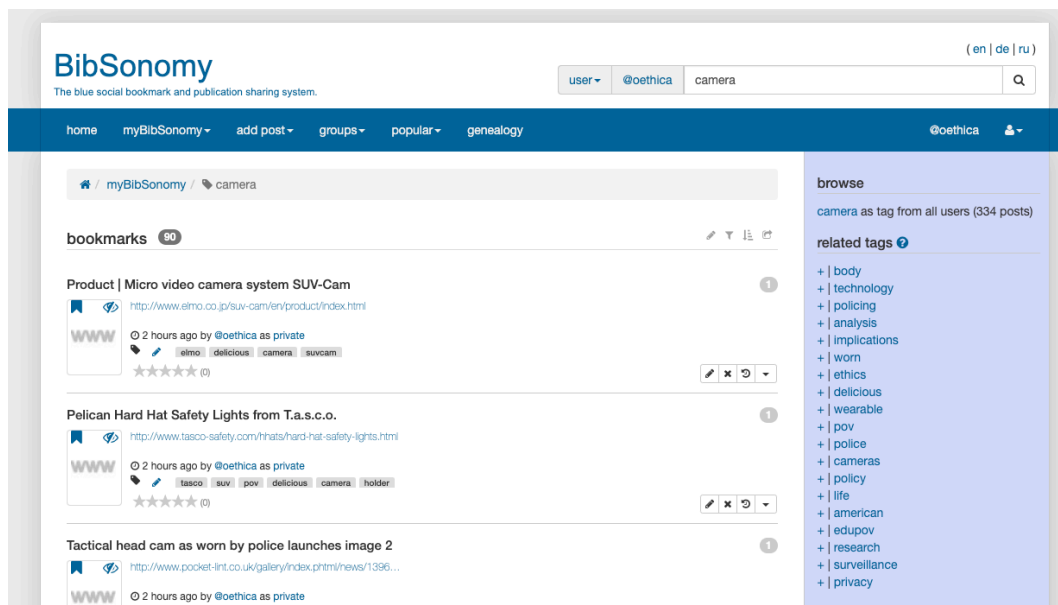 ( en | de | ru )
BibSonomy
The blue social bookmark and publication sharing system.
user @oethica camera
home myBibSonomy add post groups popular genealogy @oethica
/ myBibSonomy / camera
bookmarks 90
Product | Micro video camera system SUV-Cam 1
http://www.elmo.co.jp/suv-cam/en/product/index.html
WWW
2 hours ago by @oethica as private
elmo delicious camera suvcam
(0)
Pelican Hard Hat Safety Lights from T.a.s.c.o. 1
http://www.tasco-safety.com/hhats/hard-hat-safety-lights.html
WWW
2 hours ago by @oethica as private
tasco suv pov delicious camera holder
(0)
Tactical head cam as worn by police launches image 2 1
http://www.pocket-lint.co.uk/gallery/index.phtml/news/1396...
WWW
2 hours ago by @oethica as private
browse
camera as tag from all users (334 posts)
related tags ?
+ | body
+ | technology
+ | policing
+ | analysis
+ | implications
+ | worn
+ | ethics
+ | delicious
+ | wearable
+ | pov
+ | police
+ | cameras
+ | policy
+ | life
+ | american
+ | edupov
+ | research
+ | surveillance
+ | privacy